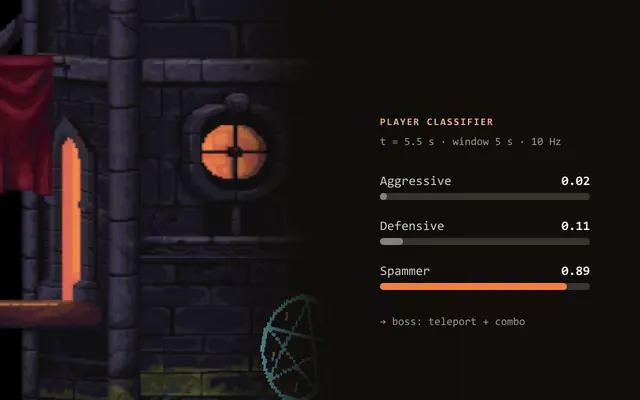 PLAYER CLASSIFIER
t = 5.5 s · window 5 s · 10 Hz
Aggressive 0.02
Defensive 0.11
Spammer 0.89
→ boss: teleport + combo